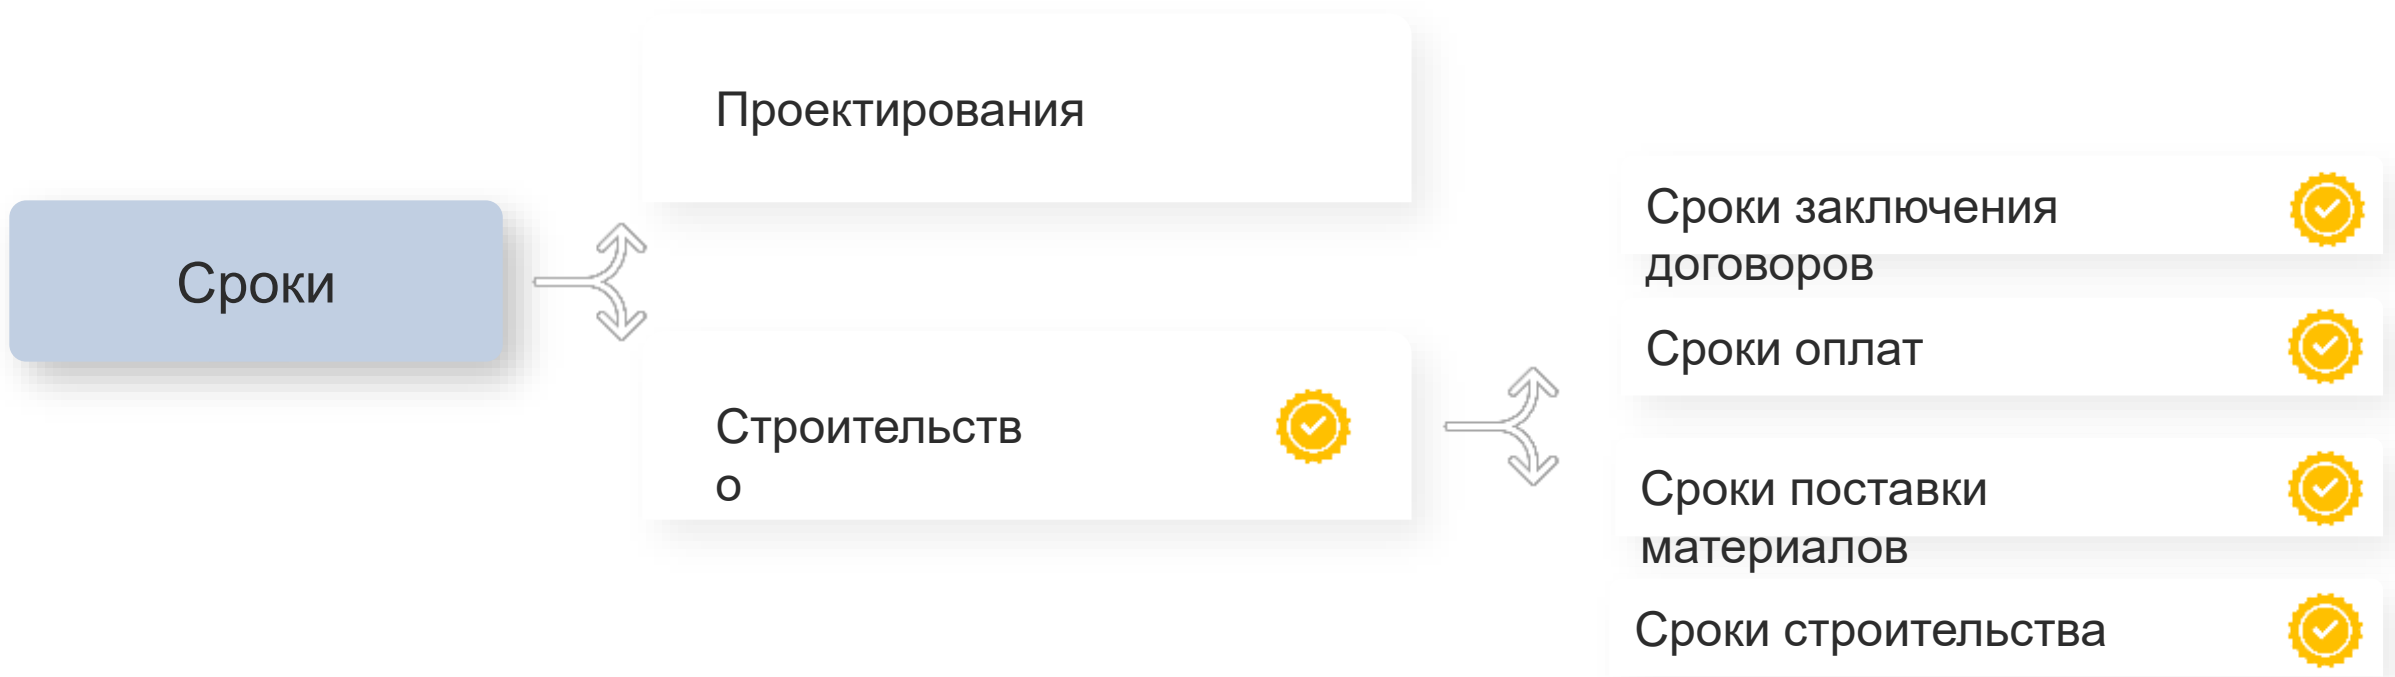 Сроки
Проектирования
Строительств
о
Сроки заключения
договоров
Сроки оплат
Сроки поставки
материалов
Сроки строительства